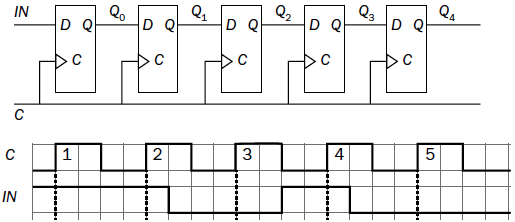 IN Q0 Q1 Q2 Q3 Q4
D Q D Q D Q D Q D Q
C C C C C
C
C 1 2 3 4 5
IN